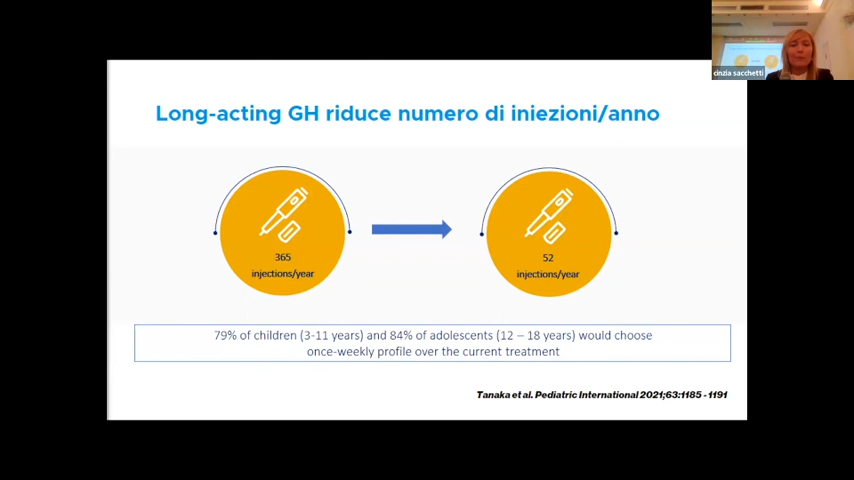 cinzia sacchetti
Long-acting GH riduce numero di iniezioni/anno
365
injections/year
52
injections/year
79% of children (3-11 years) and 84% of adolescents (12 – 18 years) would choose
once-weekly profile over the current treatment
Tanaka et al. Pediatric International 2021;63:1185 - 1191